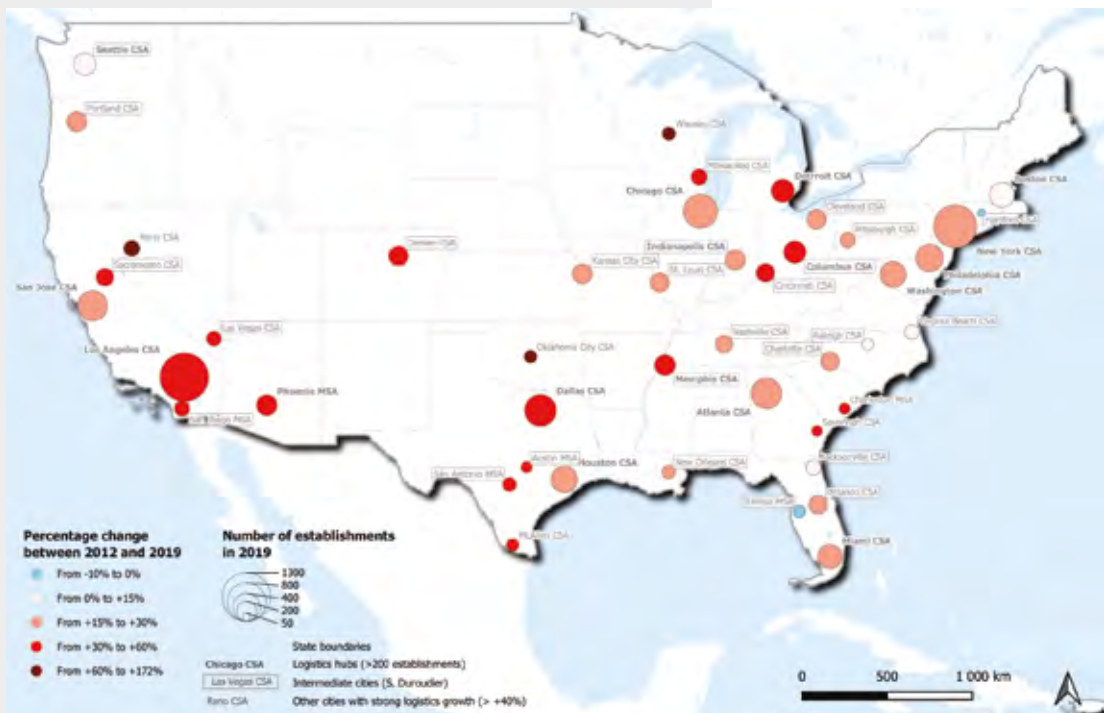 Seattle CSA
Portland CSA
Wausau CSA
Milwaukee CSA
Detroit CSA
Boston CSA
Chicago CSA
Cleveland CSA
Pittsburgh CSA
Hartford CSA
Reno CSA
Denver CSA
Indianapolis CSA
New York CSA
Sacramento CSA
Kansas City CSA
St. Louis CSA
Columbus CSA
Philadelphia CSA
San Jose CSA
Cincinnati CSA
Washington CSA
Las Vegas CSA
Virginia Beach CSA
Los Angeles CSA
Oklahoma City CSA
Nashville CSA
Raleigh CSA
Charlotte CSA
Phoenix MSA
Dallas CSA
Memphis CSA
San Diego MSA
Atlanta CSA
Charleston MSA
Savannah CSA
Austin MSA
Houston CSA
New Orleans CSA
Jacksonville CSA
San Antonio MSA
Orlando CSA
MSA
McAllen CSA
Miami CSA
Percentage change
between 2012 and 2019
From -10% to 0%
From 0% to +15%
From +15% to +30%
From +30% to +60%
From +60% to +172%
Number of establishments
in 2019
1300
800
400
200
50
State boundaries
Chicago CSA Logistics hubs (>200 establishments)
Las Vegas CSA Intermediate cities (S. Duroudier)
Reno CSA Other cities with strong logistics growth (> +40%)
0 500 1 000 km